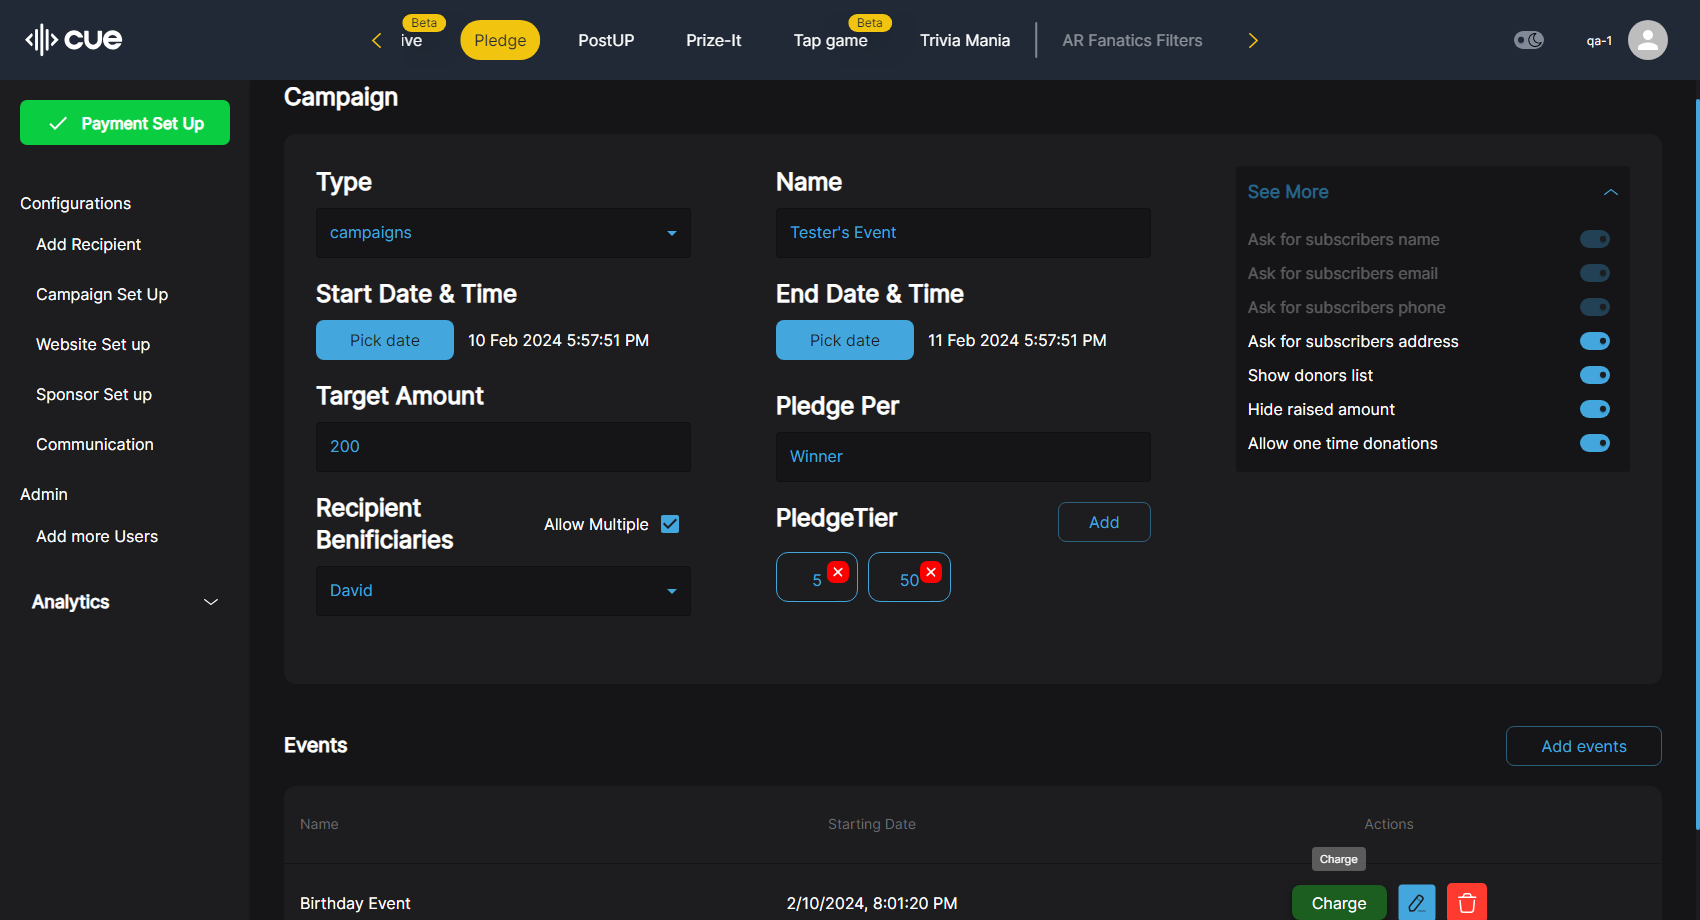 cue
ive
Beta
Pledge
PostUP
Prize-It
Tap game
Beta
Trivia Mania
AR Fanatics Filters
qa-1
Payment Set Up
Configurations
Add Recipient
Campaign Set Up
Website Set up
Sponsor Set up
Communication
Admin
Add more Users
Analytics
Campaign
Type
campaigns
Name
Tester's Event
Start Date & Time
Pick date 10 Feb 2024 5:57:51 PM
End Date & Time
Pick date 11 Feb 2024 5:57:51 PM
Target Amount
200
Pledge Per
Winner
Recipient
Benificiaries
Allow Multiple
David
PledgeTier
Add
5
50
See More
Ask for subscribers name
Ask for subscribers email
Ask for subscribers phone
Ask for subscribers address
Show donors list
Hide raised amount
Allow one time donations
Events
Add events
Name Starting Date Actions
Charge
Birthday Event 2/10/2024, 8:01:20 PM Charge